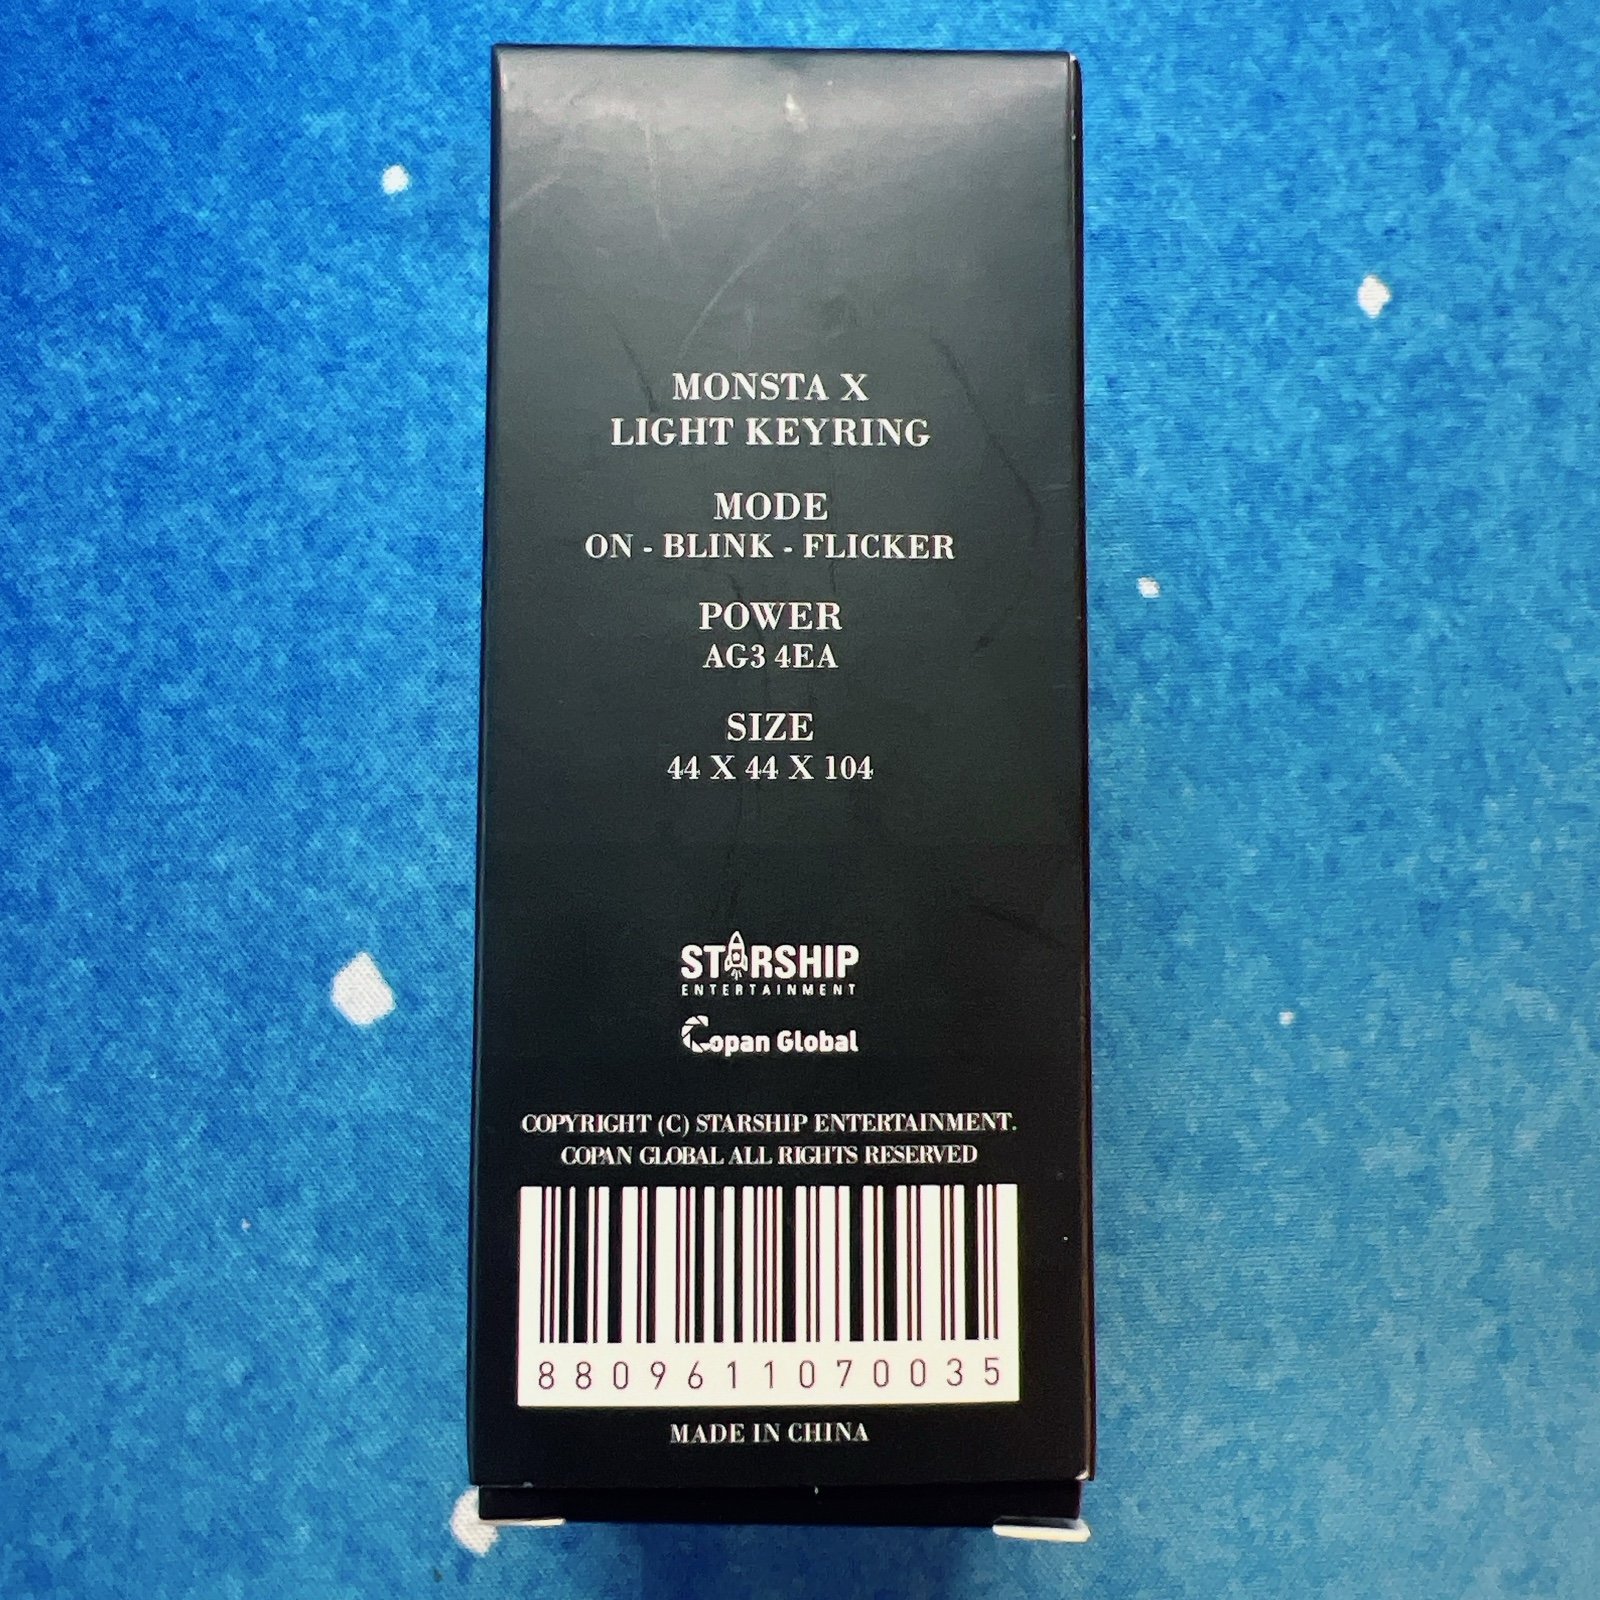 MONSTA X
LIGHT KEYRING
MODE
ON - BLINK - FLICKER
POWER
AG3 4EA
SIZE
44 X 44 X 104
STARSHIP
ENTERTAINMENT
Copan Global
COPYRIGHT (C) STARSHIP ENTERTAINMENT.
COPAN GLOBAL ALL RIGHTS RESERVED
8809611070035
MADE IN CHINA